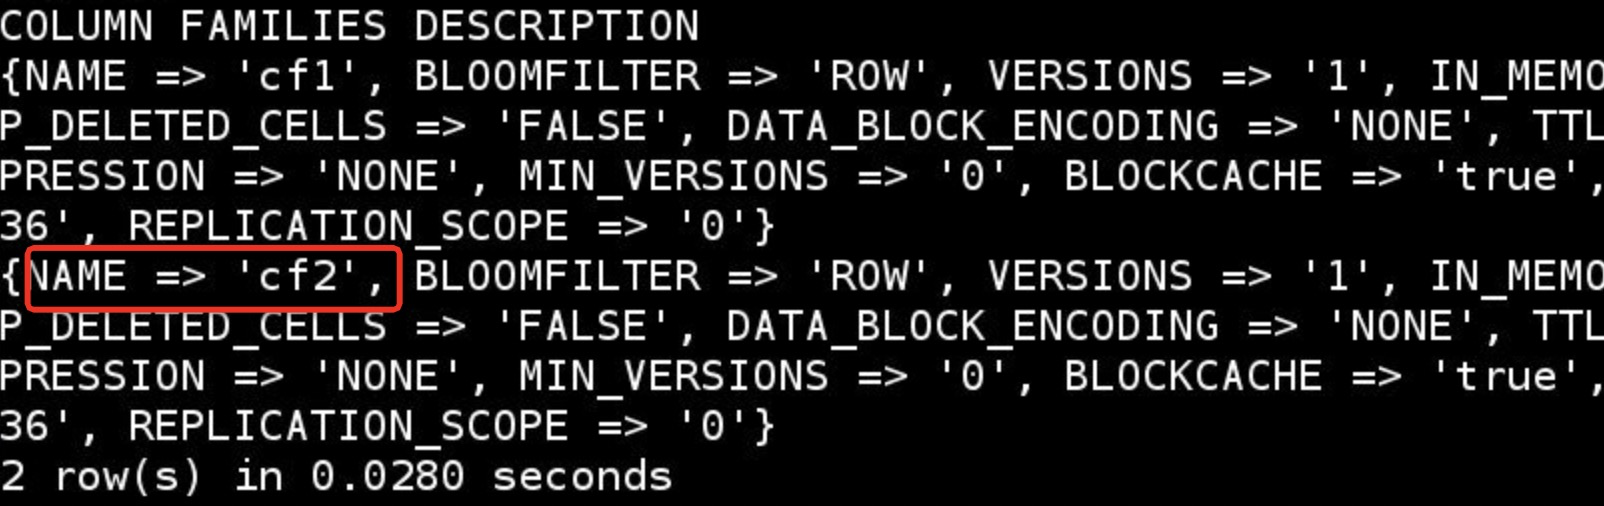 COLUMN FAMILIES DESCRIPTION
{NAME => 'cf1', BLOOMFILTER => 'ROW', VERSIONS => '1', IN_MEMO
P_DELETED_CELLS => 'FALSE', DATA_BLOCK_ENCODING => 'NONE', TTL
PRESSION => 'NONE', MIN_VERSIONS => '0', BLOCKCACHE => 'true',
36', REPLICATION_SCOPE => '0'}
{NAME => 'cf2', BLOOMFILTER => 'ROW', VERSIONS => '1', IN_MEMO
P_DELETED_CELLS => 'FALSE', DATA_BLOCK_ENCODING => 'NONE', TTL
PRESSION => 'NONE', MIN_VERSIONS => '0', BLOCKCACHE => 'true',
36', REPLICATION_SCOPE => '0'}
2 row(s) in 0.0280 seconds